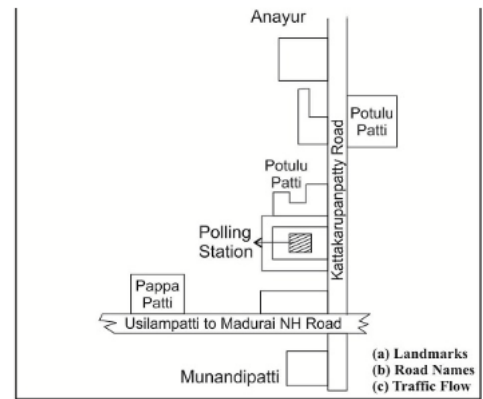 Anayur
Potulu
Patti
Kattakarupanpatty Road
Potulu
Patti
Polling
Station
Pappa
Patti
Usilampatti to Madurai NH Road
Munandipatti
(a) Landmarks
(b) Road Names
(c) Traffic Flow